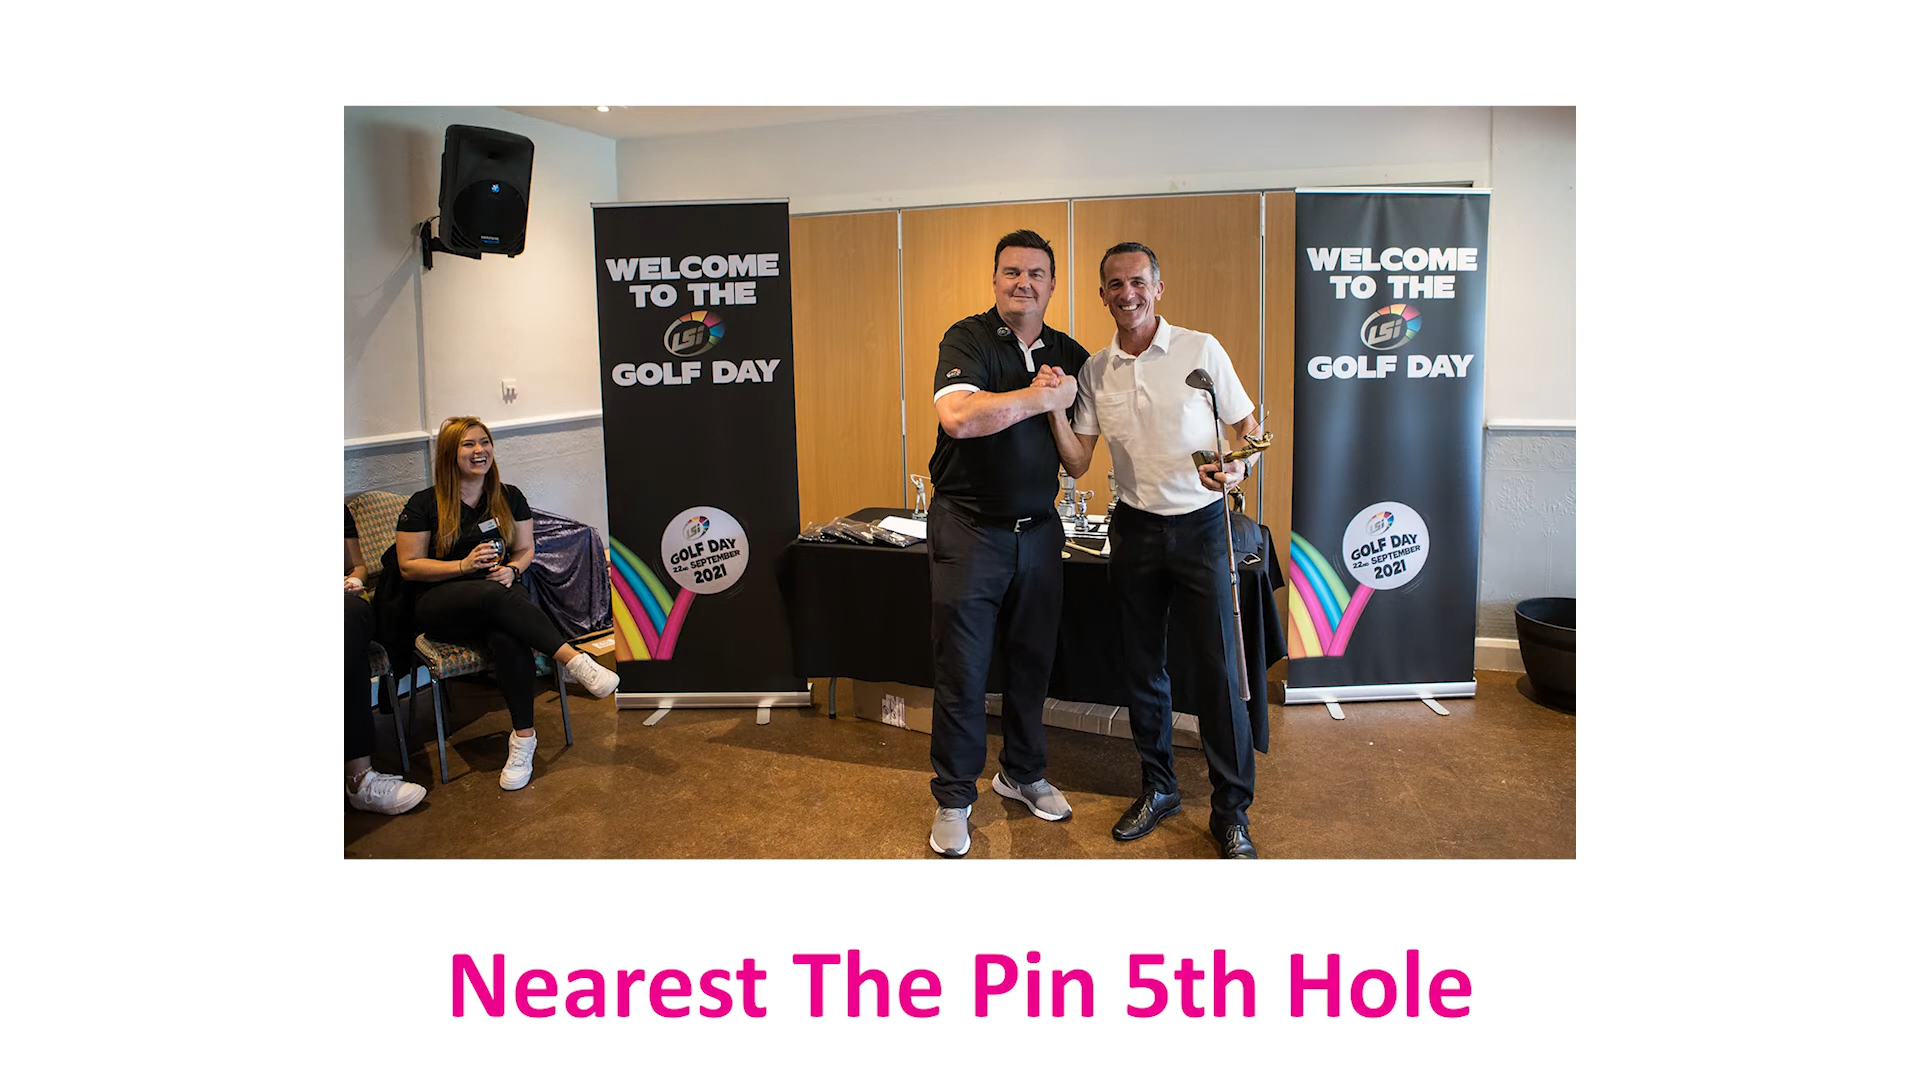 WELCOME
TO THE
LSi
GOLF DAY
LSi
GOLF DAY
22ND SEPTEMBER
2021
WELCOME
TO THE
LSi
GOLF DAY
LSi
GOLF DAY
22ND SEPTEMBER
2021
Nearest The Pin 5th Hole